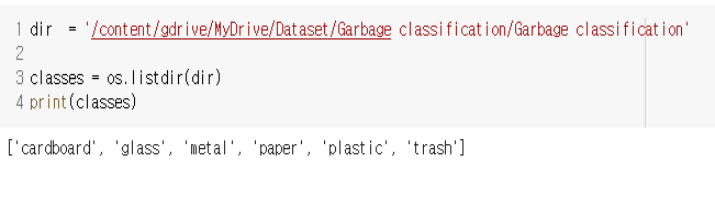 1 dir = '/content/gdrive/MyDrive/Dataset/Garbage classification/Garbage classification'
2
3 classes = os.listdir(dir)
4 print(classes)
['cardboard', 'glass', 'metal', 'paper', 'plastic', 'trash']